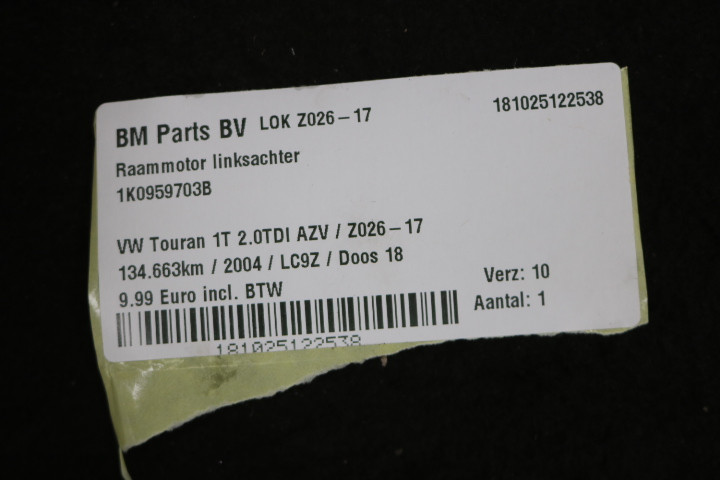 BM Parts BV LOK Z026-17
181025122538
Raammotor linksachter
1K0959703B
VW Touran 1T 2.0TDI AZV / Z026-17
134.663km / 2004 / LC9Z / Doos 18
9.99 Euro incl. BTW
Verz: 10
Aantal: 1
181025122538